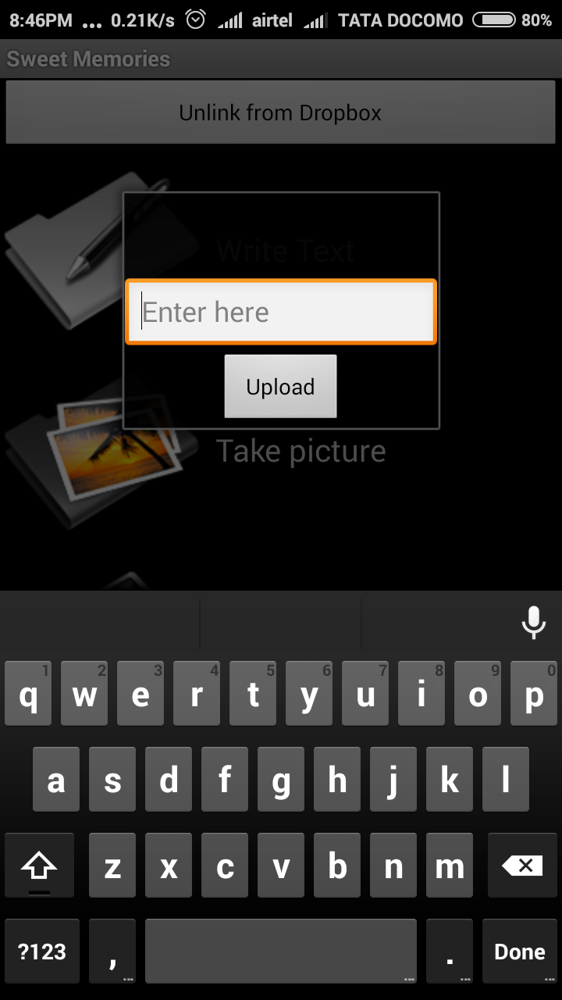 8:46PM ... 0.21K/s airtel TATA DOCOMO 80%
Sweet Memories
Unlink from Dropbox
Write Text
Enter here
Upload
Take picture
1 2 3 4 5 6 7 8 9 0
q w e r t y u i o p
a s d f g h j k l
z x c v b n m
?123 , . Done